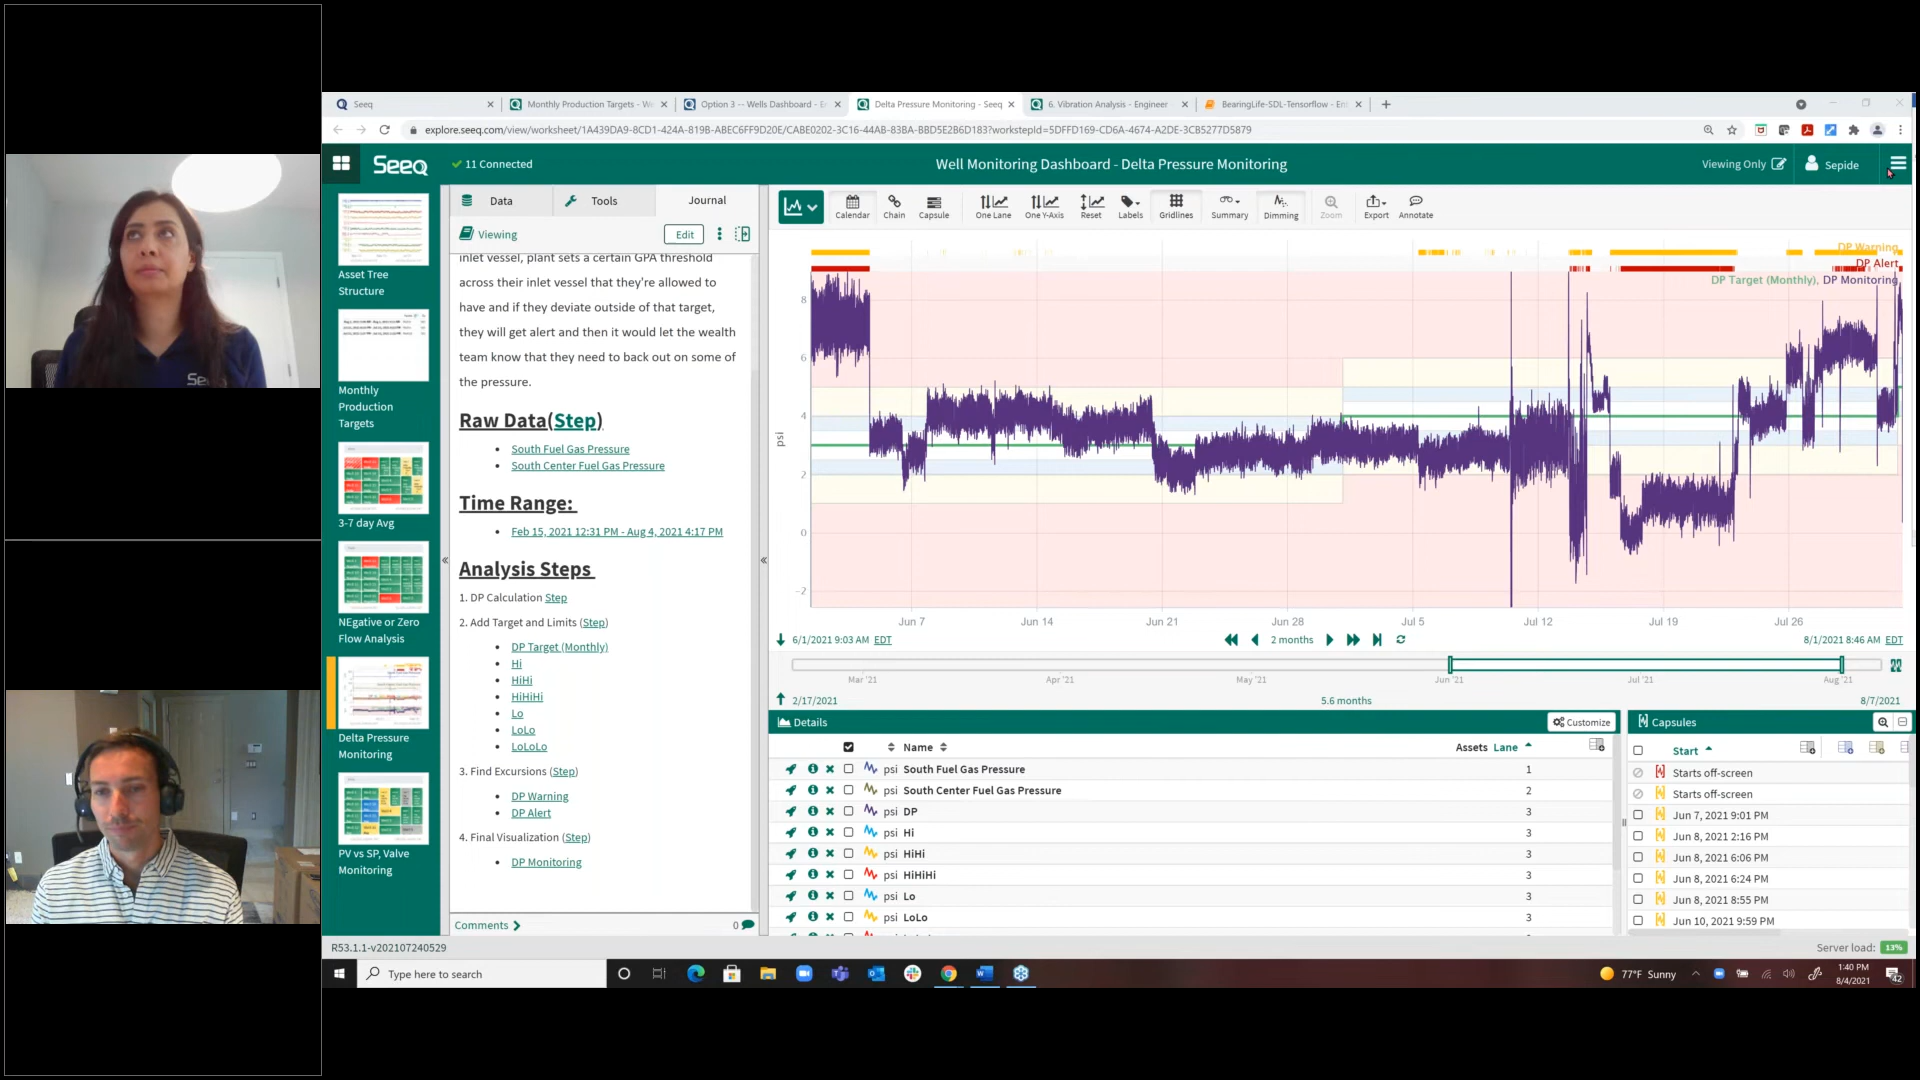 Seeq
Monthly Production Targets - We
Option 3 -- Wells Dashboard - E
Delta Pressure Monitoring - Seeq
6. Vibration Analysis - Engineer
BearingLife-SDL-Tensorflow - En
explore.seeq.com/view/worksheet/1A439DA9-8CD1-424A-819B-ABEC6FF9D20E/CABE0202-3C16-44AB-83BA-BBD5E2B6D183?workstepId=5DFFD169-CD6A-4674-A2DE-3CB5277D5879
Seeq
11 Connected
Well Monitoring Dashboard - Delta Pressure Monitoring
Viewing Only
Sepide
Asset Tree
Structure
Monthly
Production
Targets
3-7 day Avg
NEgative or Zero
Flow Analysis
Delta Pressure
Monitoring
PV vs SP, Valve
Monitoring
Data
Tools
Journal
Viewing
Edit
inlet vessel, plant sets a certain GPA threshold
across their inlet vessel that they're allowed to
have and if they deviate outside of that target,
they will get alert and then it would let the wealth
team know that they need to back out on some of
the pressure.
Raw Data(Step)
• South Fuel Gas Pressure
• South Center Fuel Gas Pressure
Time Range:
• Feb 15, 2021 12:31 PM - Aug 4, 2021 4:17 PM
Analysis Steps
1. DP Calculation Step
2. Add Target and Limits (Step)
• DP Target (Monthly)
• Hi
• HiHi
• HiHiHi
• Lo
• LoLo
• LoLoLo
3. Find Excursions (Step)
• DP Warning
• DP Alert
4. Final Visualization (Step)
• DP Monitoring
Comments
0
Calendar
Chain
Capsule
One Lane
One Y-Axis
Reset
Labels
Gridlines
Summary
Dimming
Zoom
Export
Annotate
DP Warning
DP Alert
DP Target (Monthly), DP Monitoring
8
6
4
2
0
-2
psi
Jun 7
Jun 14
Jun 21
Jun 28
Jul 5
Jul 12
Jul 19
Jul 26
6/1/2021 9:03 AM EDT
2 months
8/1/2021 8:46 AM EDT
Mar '21
Apr '21
May '21
Jun '21
Jul '21
Aug '21
2/17/2021
5.6 months
8/7/2021
Details
Customize
Name
Assets
Lane
psi South Fuel Gas Pressure 1
psi South Center Fuel Gas Pressure 2
psi DP 3
psi Hi 3
psi HiHi 3
psi HiHiHi 3
psi Lo 3
psi LoLo 3
Capsules
Start
Starts off-screen
Starts off-screen
Jun 7, 2021 9:01 PM
Jun 8, 2021 2:16 PM
Jun 8, 2021 6:06 PM
Jun 8, 2021 6:24 PM
Jun 8, 2021 8:55 PM
Jun 10, 2021 9:59 PM
R53.1.1-v202107240529
Server load: 13%
Type here to search
77°F Sunny
1:40 PM
8/4/2021
42